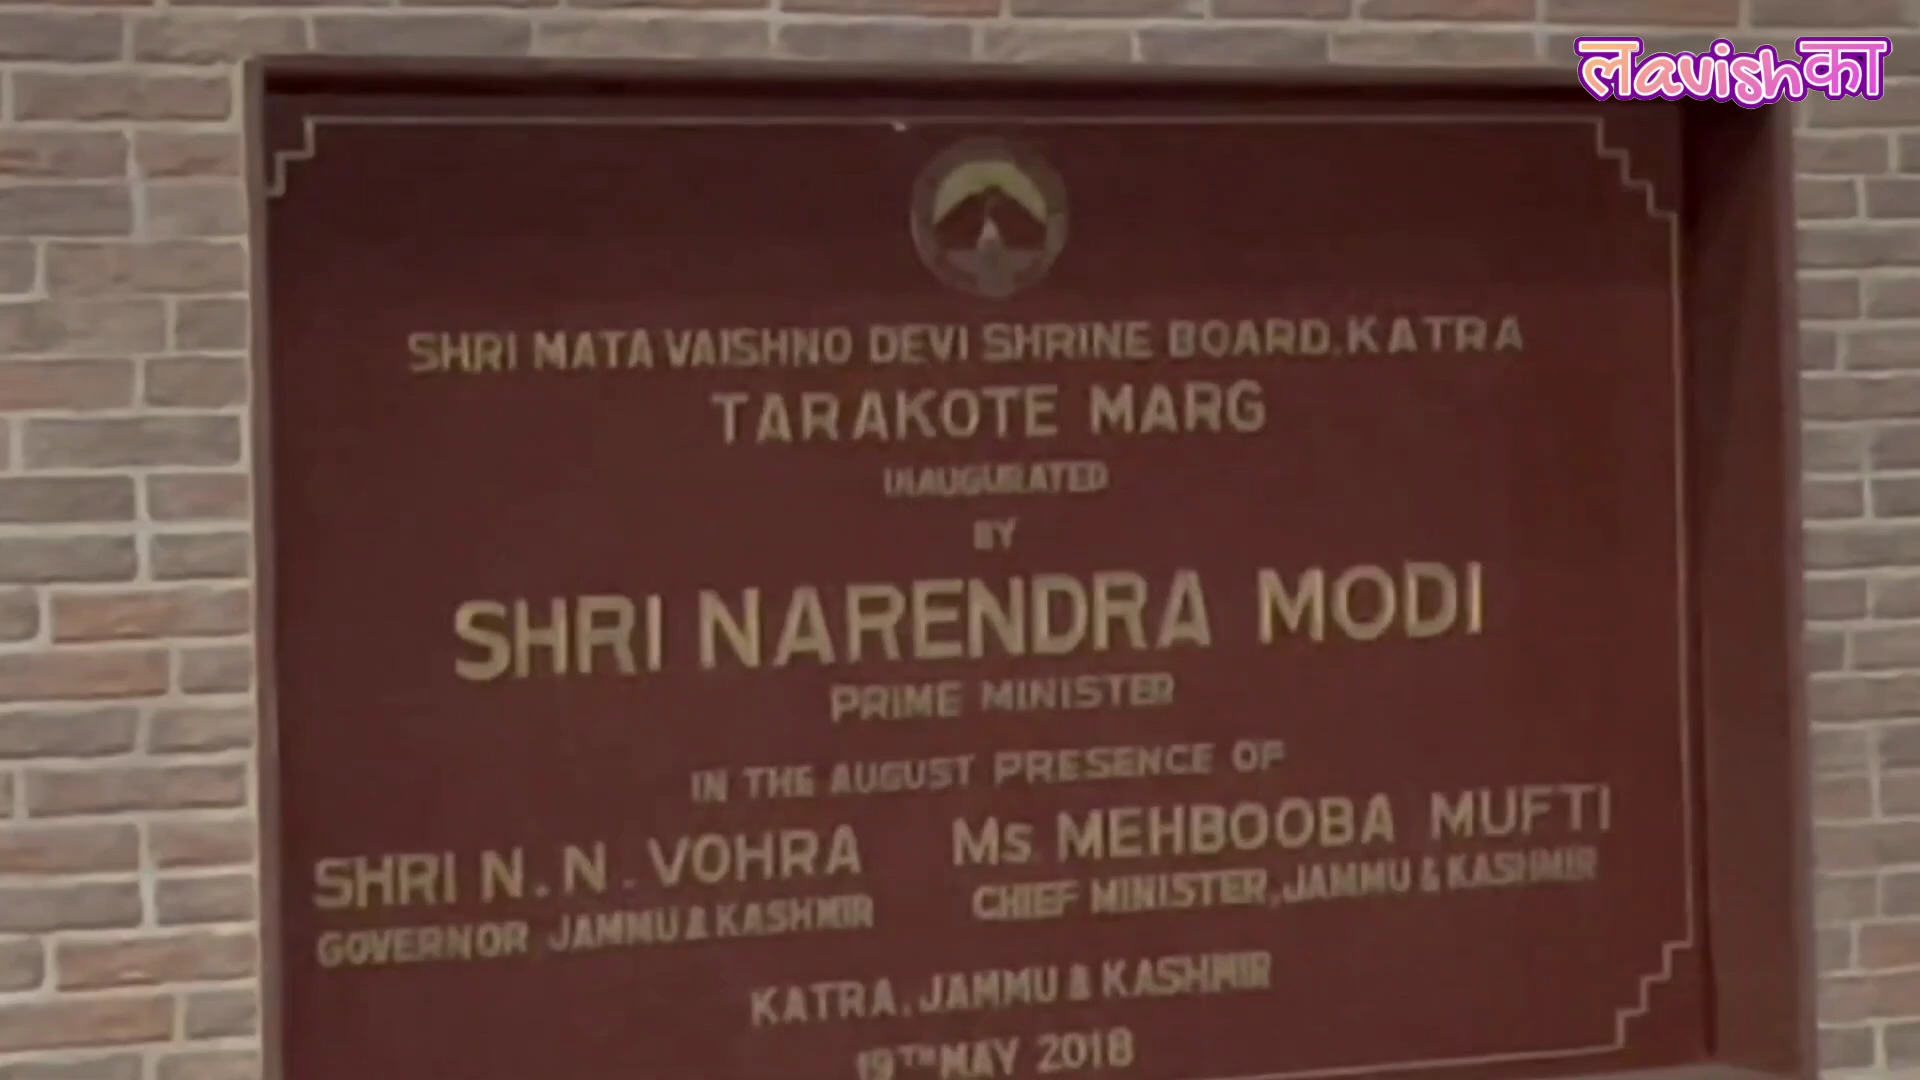 लavishका
SHRI MATA VAISHNO DEVI SHRINE BOARD, KATRA
TARAKOTE MARG
INAUGURATED
BY
SHRI NARENDRA MODI
PRIME MINISTER
IN THE AUGUST PRESENCE OF
SHRI N. N. VOHRA
GOVERNOR JAMMU & KASHMIR
Ms. MEHBOOBA MUFTI
CHIEF MINISTER, JAMMU & KASHMIR
KATRA, JAMMU & KASHMIR
19TH MAY 2018